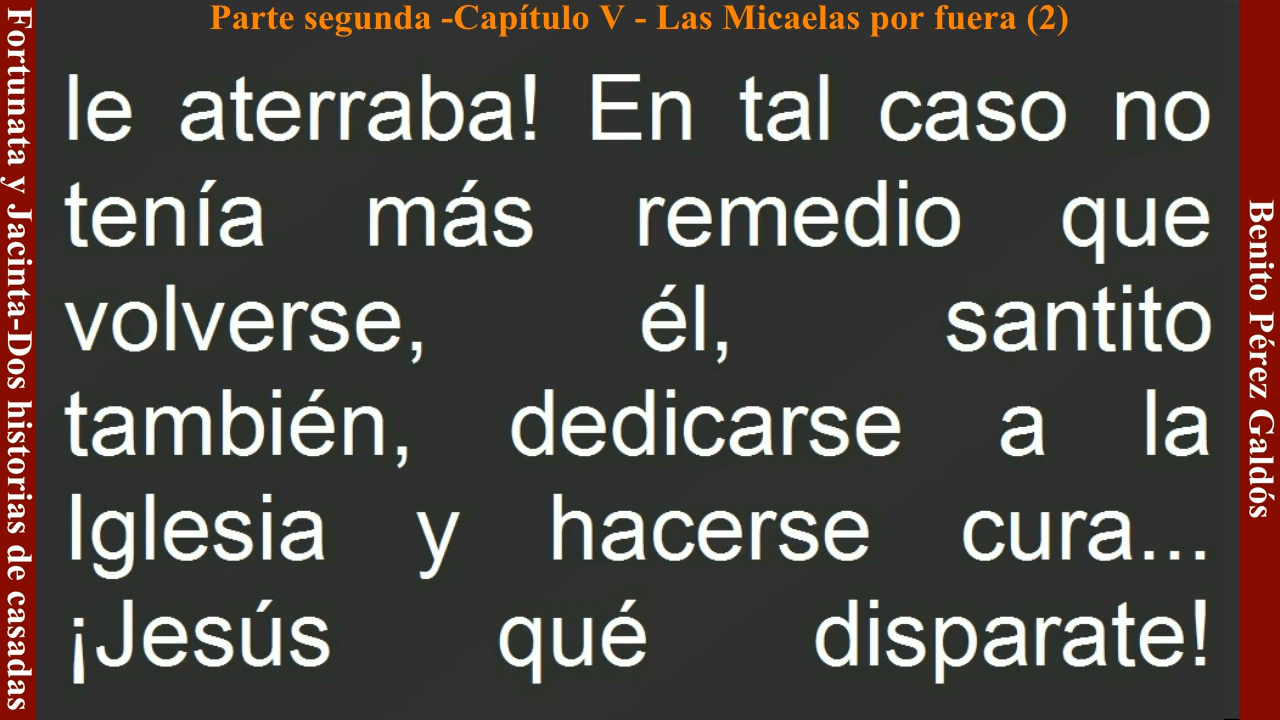 Parte segunda -Capítulo V - Las Micaelas por fuera (2)
Fortunata y Jacinta-Dos historias de casadas
le aterraba! En tal caso no
tenía más remedio que
volverse, él, santito
también, dedicarse a la
Iglesia y hacerse cura...
¡Jesús qué disparate!
Benito Pérez Galdós